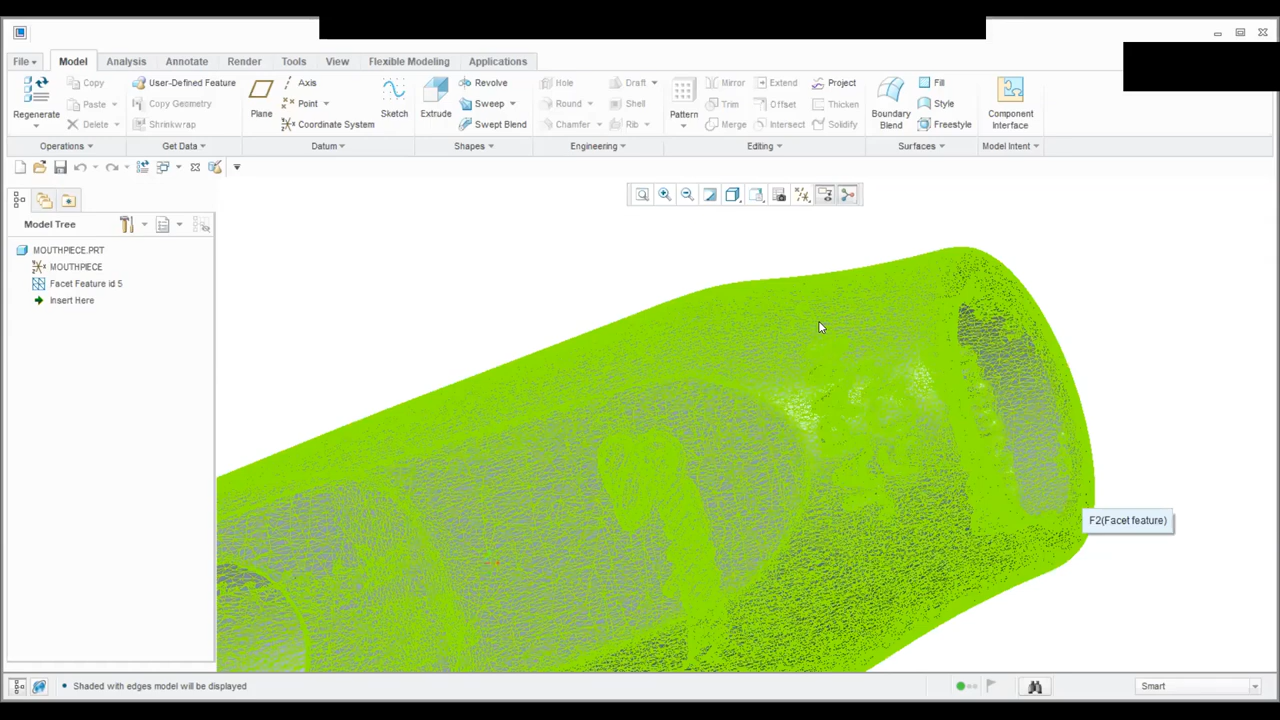 File Model Analysis Annotate Render Tools View Flexible Modeling Applications
Regenerate
Copy
Paste
Delete
User-Defined Feature
Copy Geometry
Shrinkwrap
Plane
Axis
Point
Coordinate System
Sketch
Extrude
Revolve
Sweep
Swept Blend
Hole
Round
Chamfer
Draft
Shell
Rib
Pattern
Mirror
Trim
Merge
Extend
Offset
Intersect
Project
Thicken
Solidify
Boundary
Blend
Fill
Style
Freestyle
Component
Interface
Operations Get Data Datum Shapes Engineering Editing Surfaces Model Intent
Model Tree
MOUTHPIECE.PRT
MOUTHPIECE
Facet Feature id 5
Insert Here
F2(Facet feature)
• Shaded with edges model will be displayed
Smart